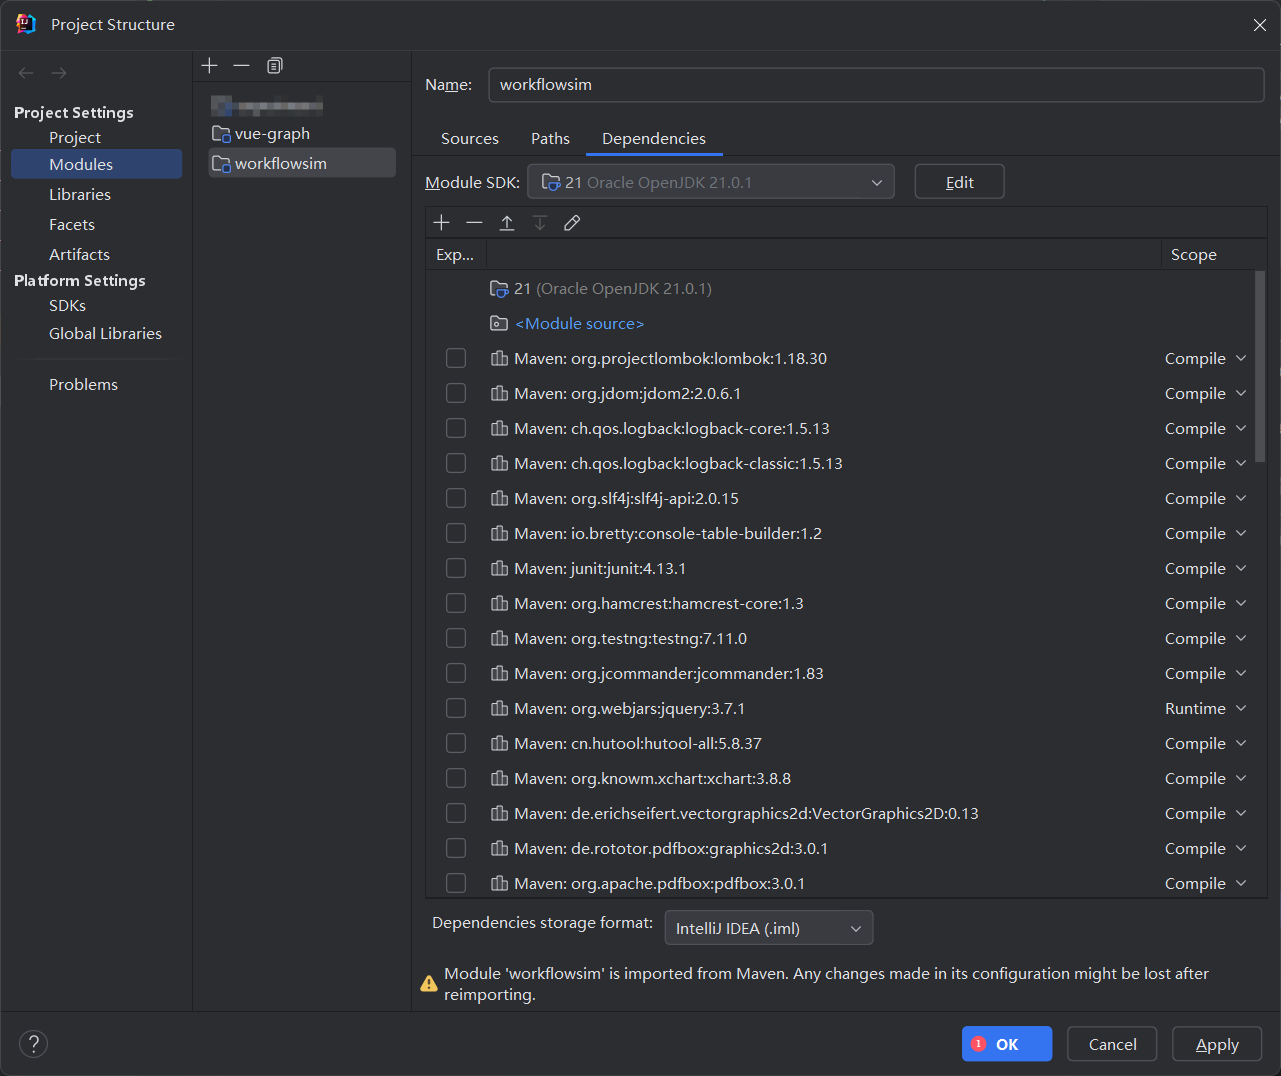 Project Structure
Project Settings
Project
Modules
Libraries
Facets
Artifacts
Platform Settings
SDKs
Global Libraries
Problems
vue-graph
workflowsim
Name: workflowsim
Sources Paths Dependencies
Module SDK: 21 Oracle OpenJDK 21.0.1 Edit
Exp... Scope
21 (Oracle OpenJDK 21.0.1)
<Module source>
Maven: org.projectlombok:lombok:1.18.30 Compile
Maven: org.jdom:jdom2:2.0.6.1 Compile
Maven: ch.qos.logback:logback-core:1.5.13 Compile
Maven: ch.qos.logback:logback-classic:1.5.13 Compile
Maven: org.slf4j:slf4j-api:2.0.15 Compile
Maven: io.bretty:console-table-builder:1.2 Compile
Maven: junit:junit:4.13.1 Compile
Maven: org.hamcrest:hamcrest-core:1.3 Compile
Maven: org.testng:testng:7.11.0 Compile
Maven: org.jcommander:jcommander:1.83 Compile
Maven: org.webjars:jquery:3.7.1 Runtime
Maven: cn.hutool:hutool-all:5.8.37 Compile
Maven: org.knowm.xchart:xchart:3.8.8 Compile
Maven: de.erichseifert.vectorgraphics2d:VectorGraphics2D:0.13 Compile
Maven: de.rototor.pdfbox:graphics2d:3.0.1 Compile
Maven: org.apache.pdfbox:pdfbox:3.0.1 Compile
Dependencies storage format: IntelliJ IDEA (.iml)
Module 'workflowsim' is imported from Maven. Any changes made in its configuration might be lost after
reimporting.
? 1 OK Cancel Apply